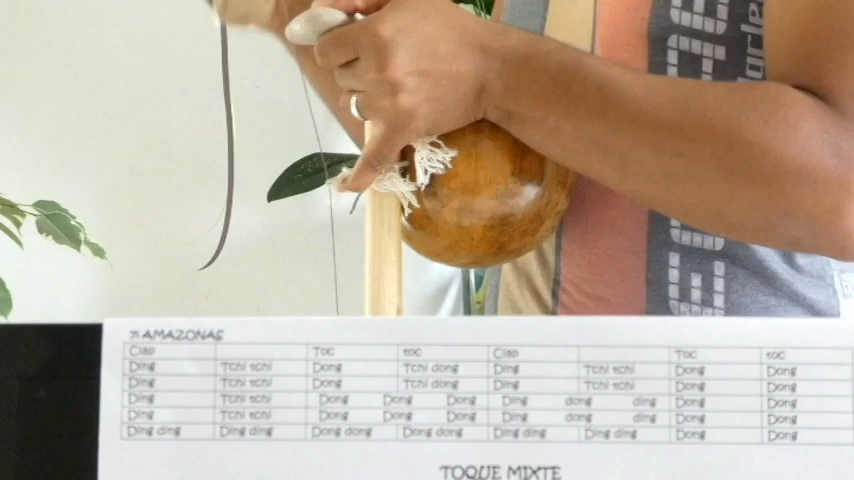 7) AMAZONAS
Clap Toc toc Clap Toc toc
Ding Tchi tchi Dong Tchi dong Ding Tchi tchi Dong Dong
Ding Tchi tchi Dong Tchi dong Ding Tchi tchi Dong Dong
Ding Tchi tchi Dong Dong Dong Ding dong ding Dong Dong
Ding Tchi tchi Dong Dong Dong Ding dong ding Dong Dong
Ding ding Ding ding Dong dong Dong dong Ding ding Ding ding Dong Dong
TOQUE MIXTE